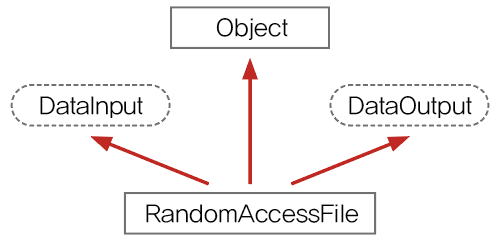 Object
DataInput
DataOutput
RandomAccessFile